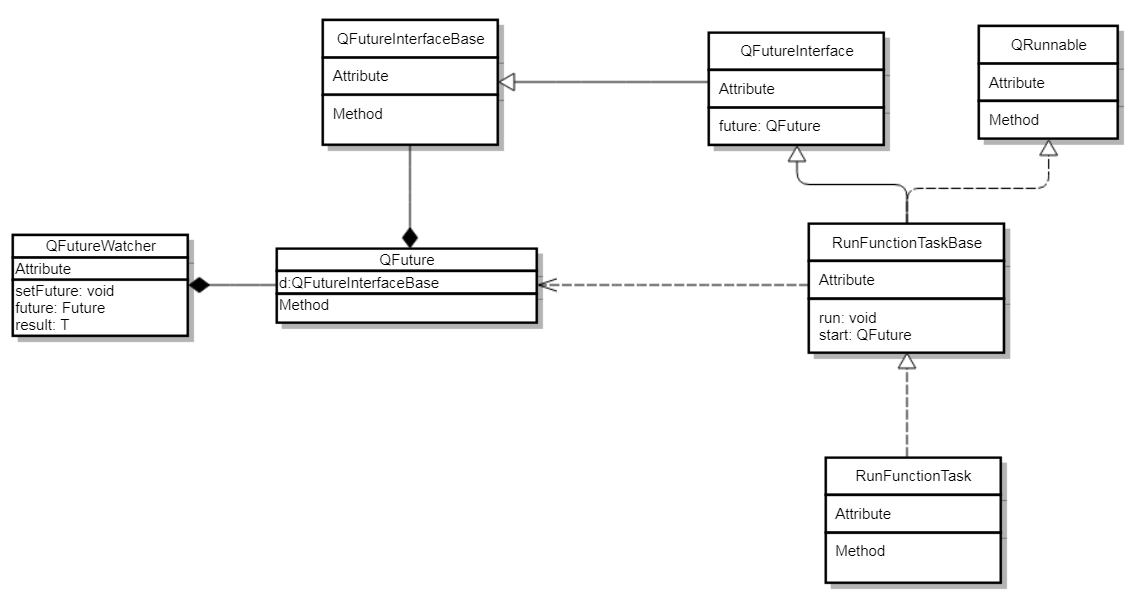 QFutureInterfaceBase
Attribute
Method
QFutureInterface
Attribute
future: QFuture
QRunnable
Attribute
Method
QFutureWatcher
Attribute
setFuture: void
future: Future
result: T
QFuture
d:QFutureInterfaceBase
Method
RunFunctionTaskBase
Attribute
run: void
start: QFuture
RunFunctionTask
Attribute
Method